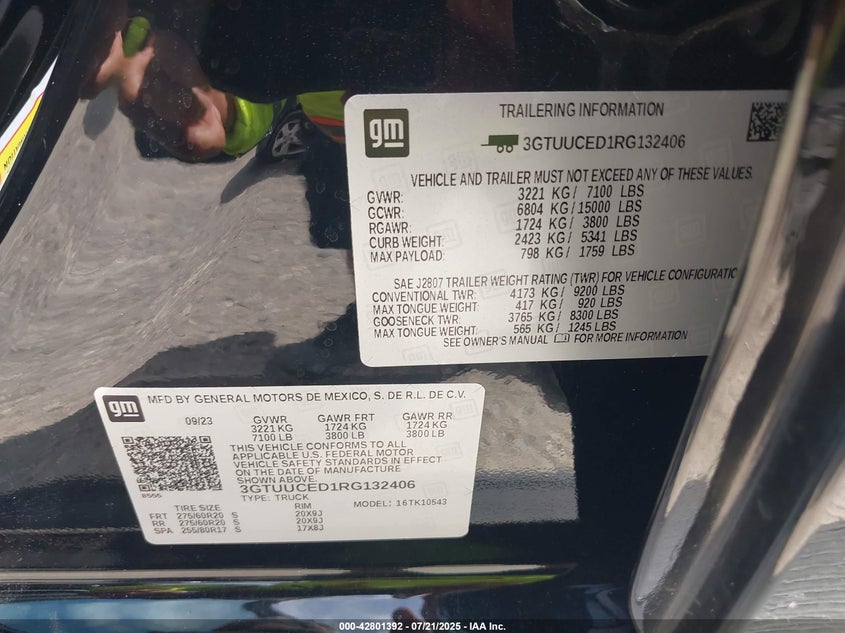 gm
TRAILERING INFORMATION
3GTUUCED1RG132406
VEHICLE AND TRAILER MUST NOT EXCEED ANY OF THESE VALUES.
GVWR: 3221 KG / 7100 LBS
GCWR: 6804 KG / 15000 LBS
RGAWR: 1724 KG / 3800 LBS
CURB WEIGHT: 2423 KG / 5341 LBS
MAX PAYLOAD: 798 KG / 1759 LBS
SAE J2807 TRAILER WEIGHT RATING (TWR) FOR VEHICLE CONFIGURATIO
CONVENTIONAL TWR: 4173 KG / 9200 LBS
MAX TONGUE WEIGHT: 417 KG / 920 LBS
GOOSENECK TWR: 3765 KG / 8300 LBS
MAX TONGUE WEIGHT: 565 KG / 1245 LBS
SEE OWNER'S MANUAL FOR MORE INFORMATION
gm
MFD BY GENERAL MOTORS DE MEXICO, S. DE R.L. DE C.V.
09/23 GVWR GAWR FRT GAWR RR
3221 KG 1724 KG 1724 KG
7100 LB 3800 LB 3800 LB
THIS VEHICLE CONFORMS TO ALL
APPLICABLE U.S. FEDERAL MOTOR
VEHICLE SAFETY STANDARDS IN EFFECT
ON THE DATE OF MANUFACTURE
SHOWN ABOVE.
3GTUUCED1RG132406
TYPE: TRUCK MODEL: 16TK10543
TIRE SIZE RIM
FRT 275/60R20 S 20X9J
RR 275/60R20 S 20X9J
SPA 255/80R17 S 17X8J
000-42801392 - 07/21/2025 - IAA Inc.